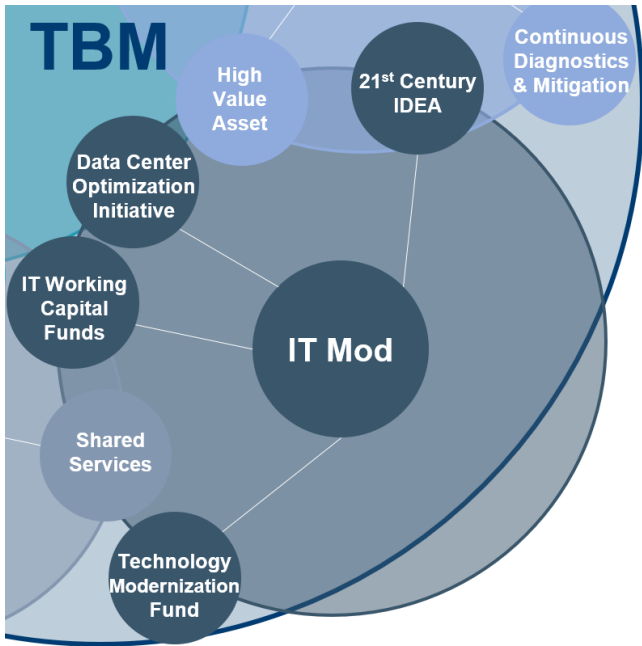 TBM
High
Value
Asset
21st Century
IDEA
Continuous
Diagnostics
& Mitigation
Data Center
Optimization
Initiative
IT Working
Capital
Funds
IT Mod
Shared
Services
Technology
Modernization
Fund